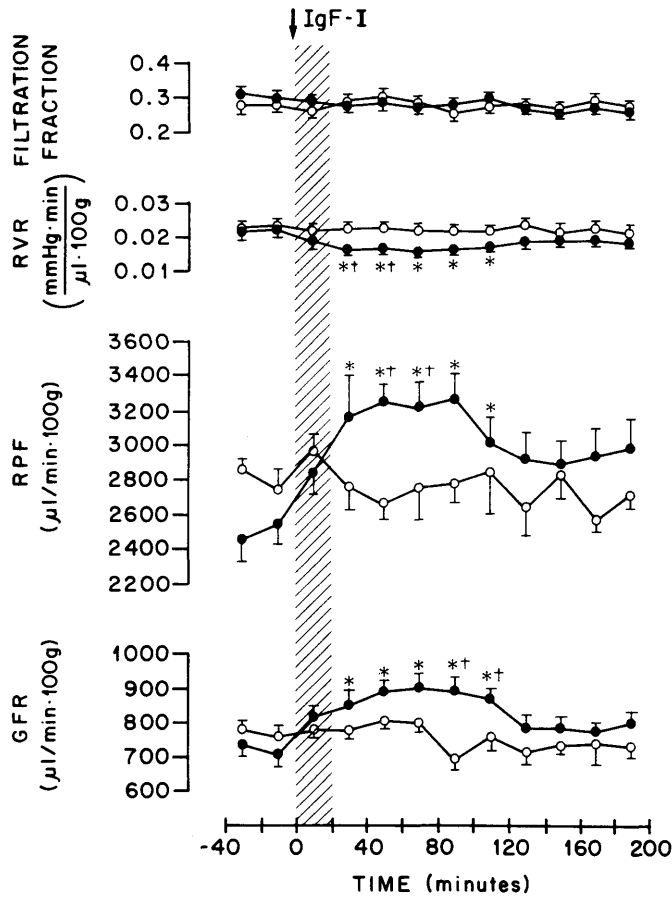 IgF-I
FILTRATION
FRACTION
0.4
0.3
0.2
RVR
(mmHg·min
μl·100g)
0.03
0.02
0.01
*† *† * * *
RPF
(μl/min·100g)
3600
3400
3200
3000
2800
2600
2400
2200
* *† *† * *
GFR
(μl/min·100g)
1000
900
800
700
600
* * * *† *†
-40 0 40 80 120 160 200
TIME (minutes)